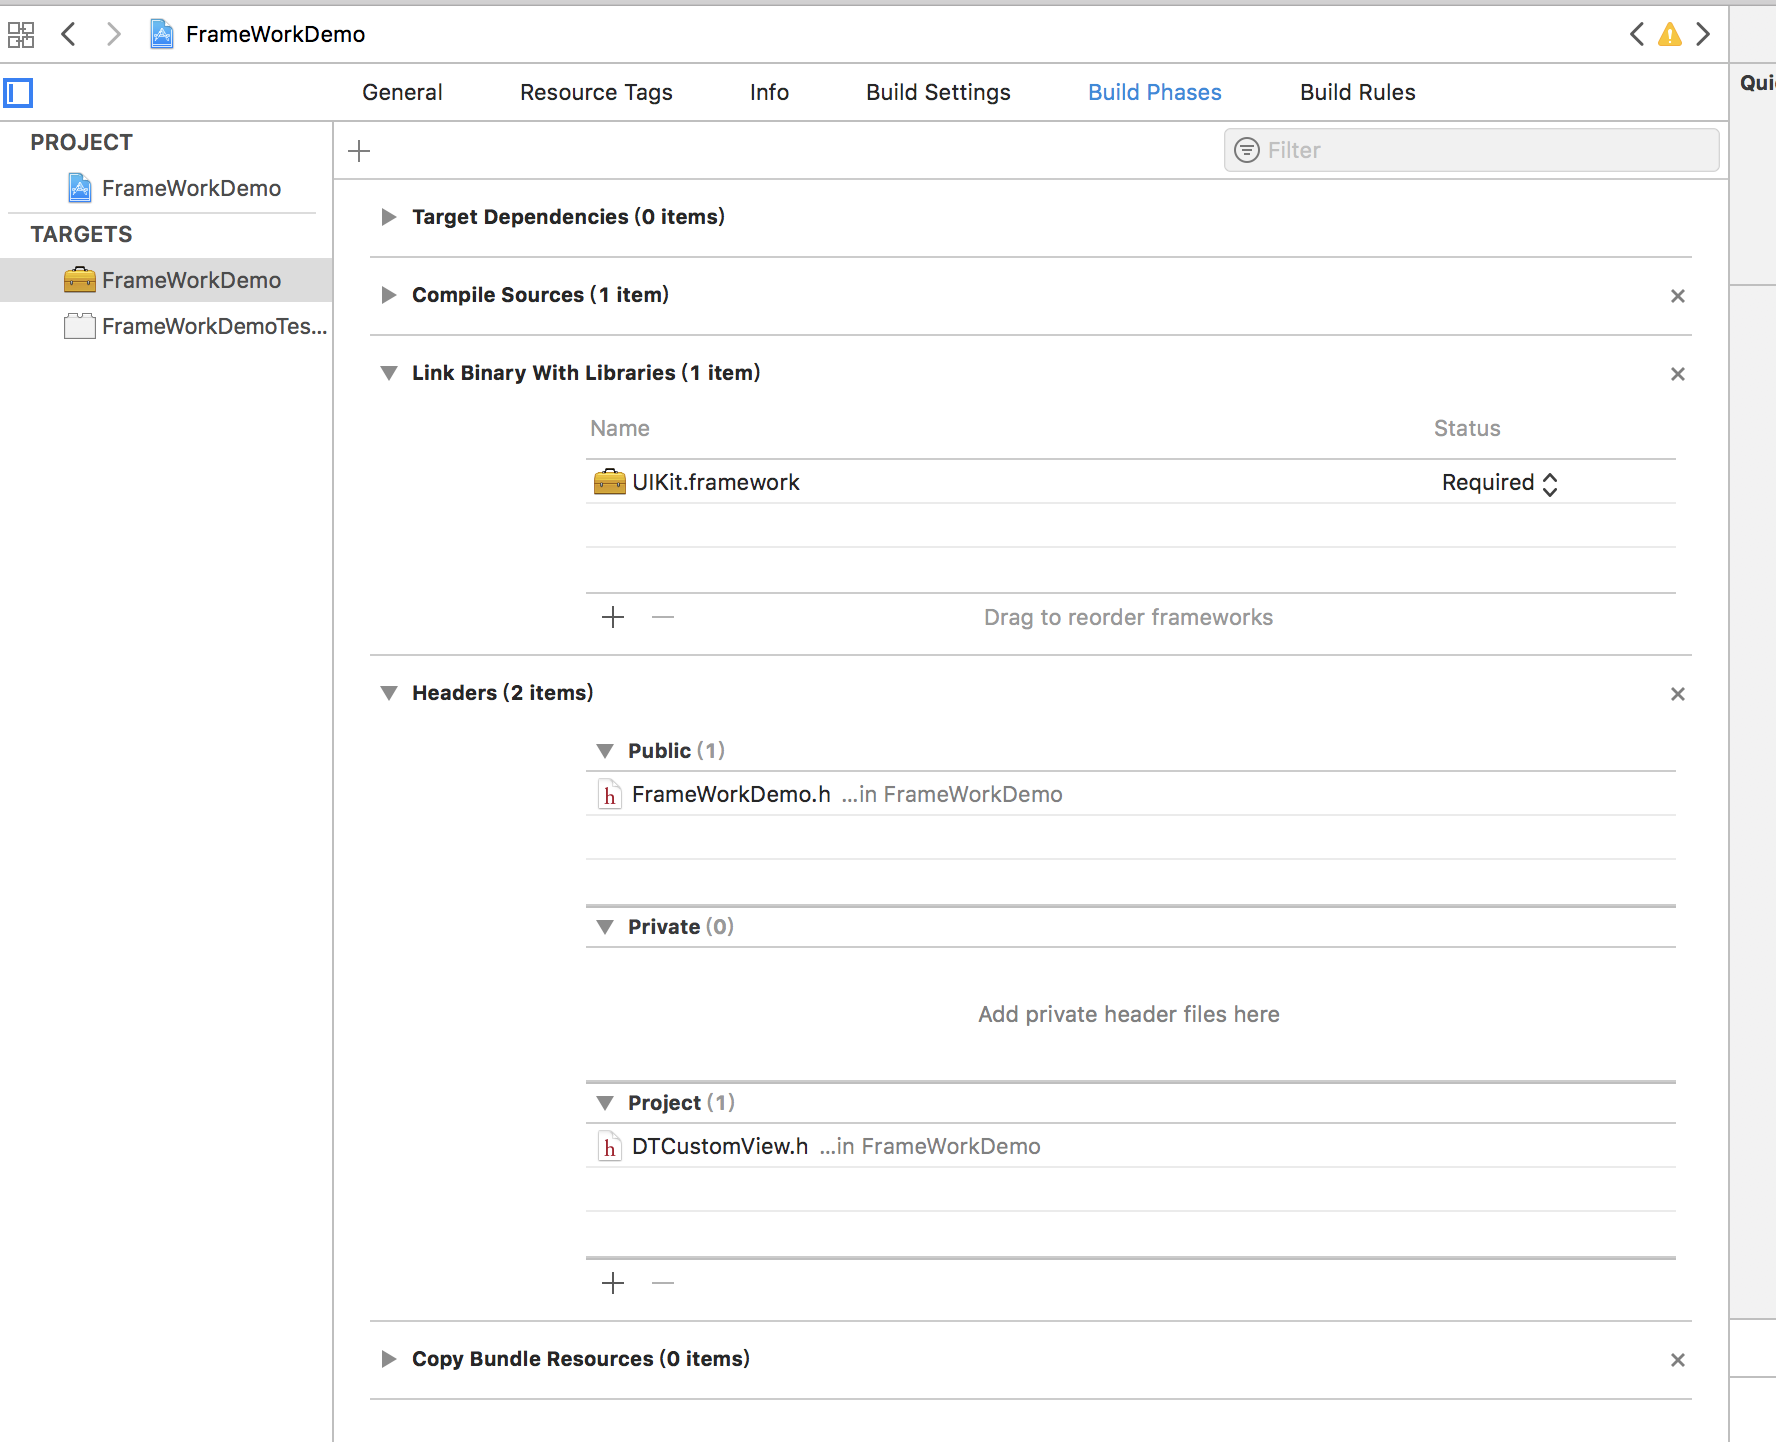 FrameWorkDemo
General Resource Tags Info Build Settings Build Phases Build Rules
Filter
PROJECT
FrameWorkDemo
TARGETS
FrameWorkDemo
FrameWorkDemoTes...
Target Dependencies (0 items)
Compile Sources (1 item)
Link Binary With Libraries (1 item)
Name Status
UIKit.framework Required
Drag to reorder frameworks
Headers (2 items)
Public (1)
h FrameWorkDemo.h ...in FrameWorkDemo
Private (0)
Add private header files here
Project (1)
h DTCustomView.h ...in FrameWorkDemo
Copy Bundle Resources (0 items)